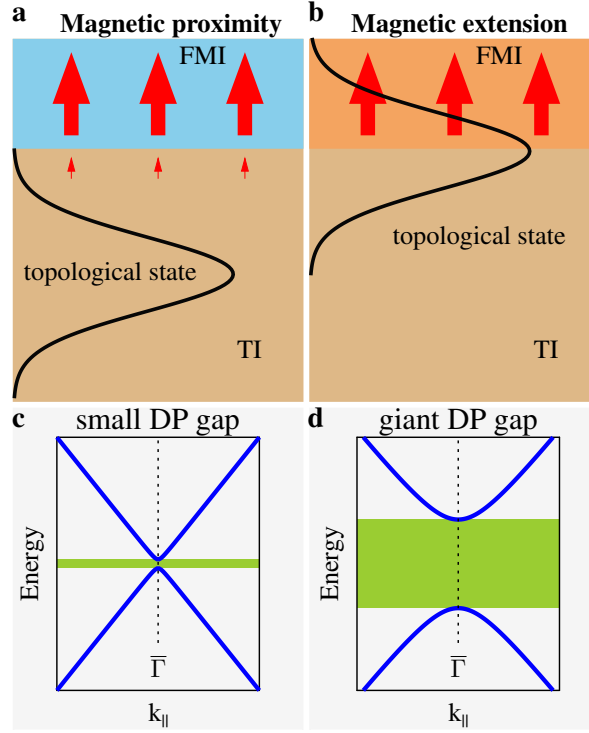 a
Magnetic proximity
FMI
topological state
TI
b
Magnetic extension
FMI
topological state
TI
c
small DP gap
Energy
Γ̅
k||
d
giant DP gap
Energy
Γ̅
k||